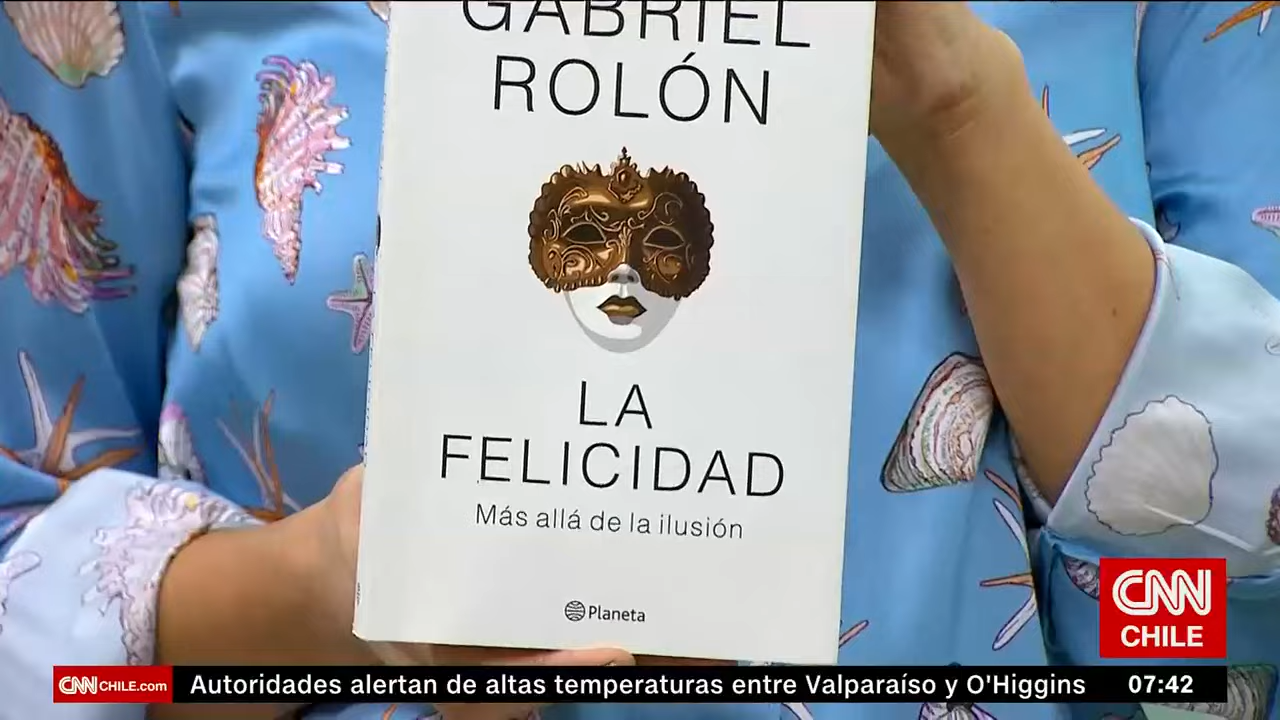 GABRIEL
ROLÓN
LA
FELICIDAD
Más allá de la ilusión
Planeta
CNN
CHILE
CNNCHILE.com Autoridades alertan de altas temperaturas entre Valparaíso y O'Higgins 07:42